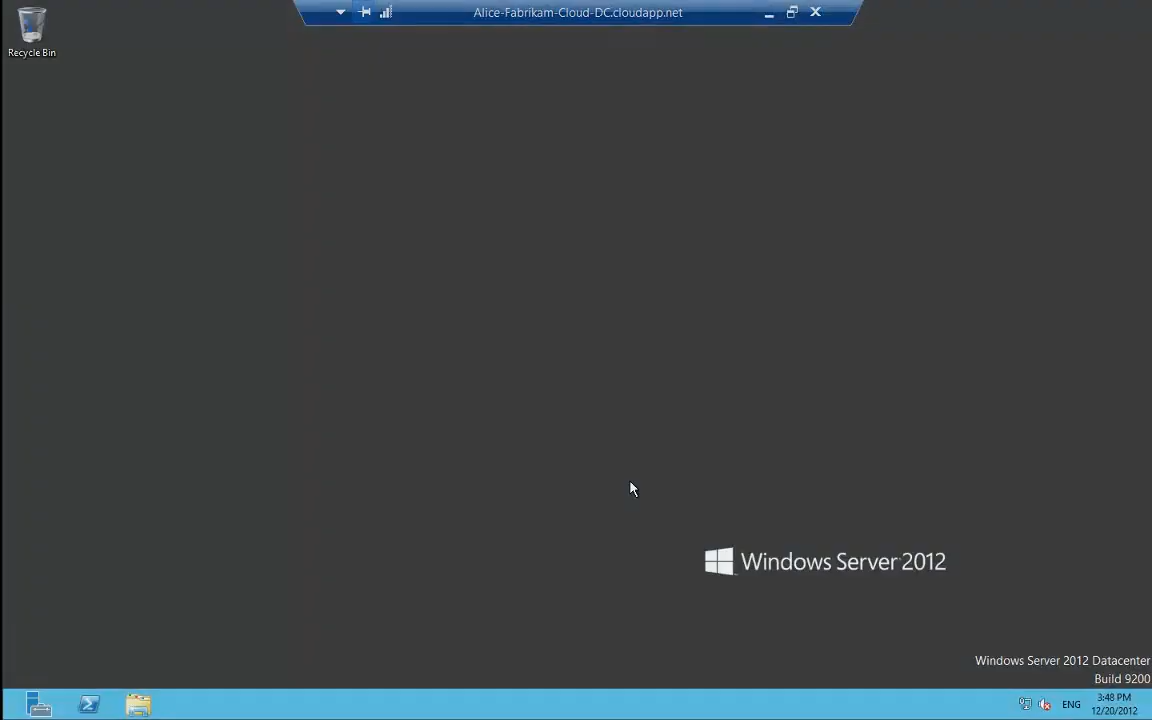 Alice-Fabrikam-Cloud-DC.cloudapp.net
Recycle Bin
Windows Server 2012
Windows Server 2012 Datacenter
Build 9200
ENG
3:48 PM
12/20/2012